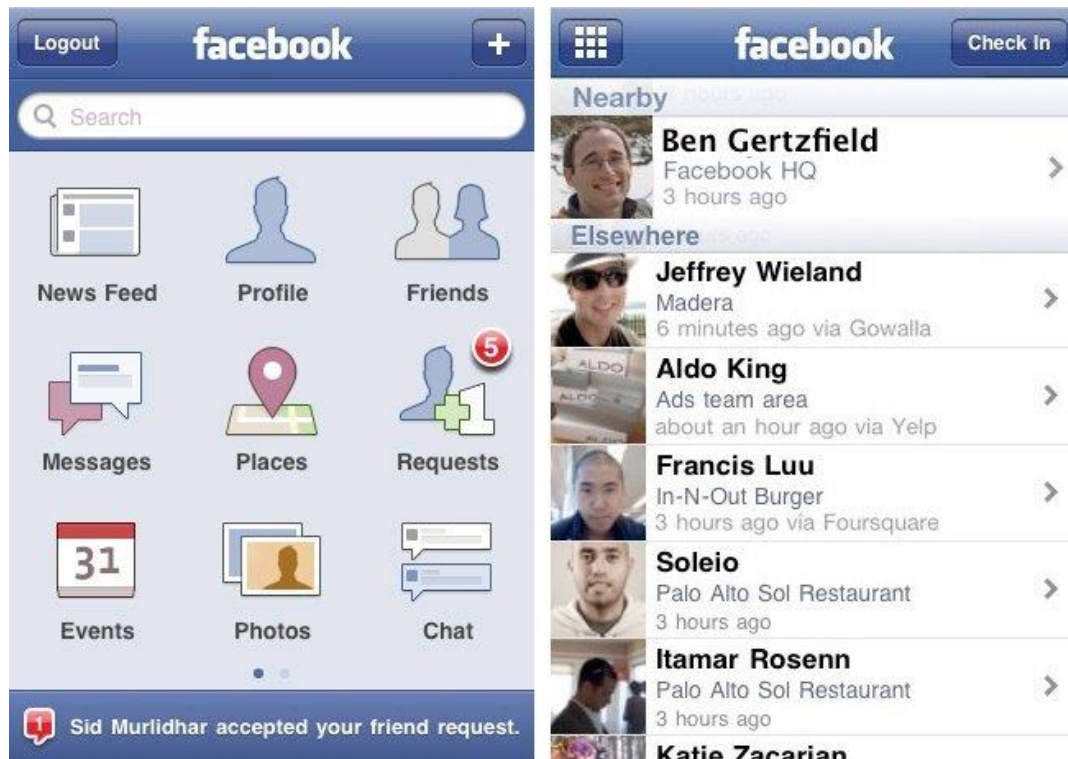 Logout
facebook
+
Search
News Feed
Profile
Friends
5
Messages
Places
Requests
31
Events
Photos
Chat
1
Sid Murlidhar accepted your friend request.
facebook
Check In
Nearby
Ben Gertzfield
Facebook HQ
3 hours ago
Elsewhere
Jeffrey Wieland
Madera
6 minutes ago via Gowalla
ALDO
Aldo King
Ads team area
about an hour ago via Yelp
Francis Luu
In-N-Out Burger
3 hours ago via Foursquare
Soleio
Palo Alto Sol Restaurant
3 hours ago
Itamar Rosenn
Palo Alto Sol Restaurant
3 hours ago
Katie Zacarian